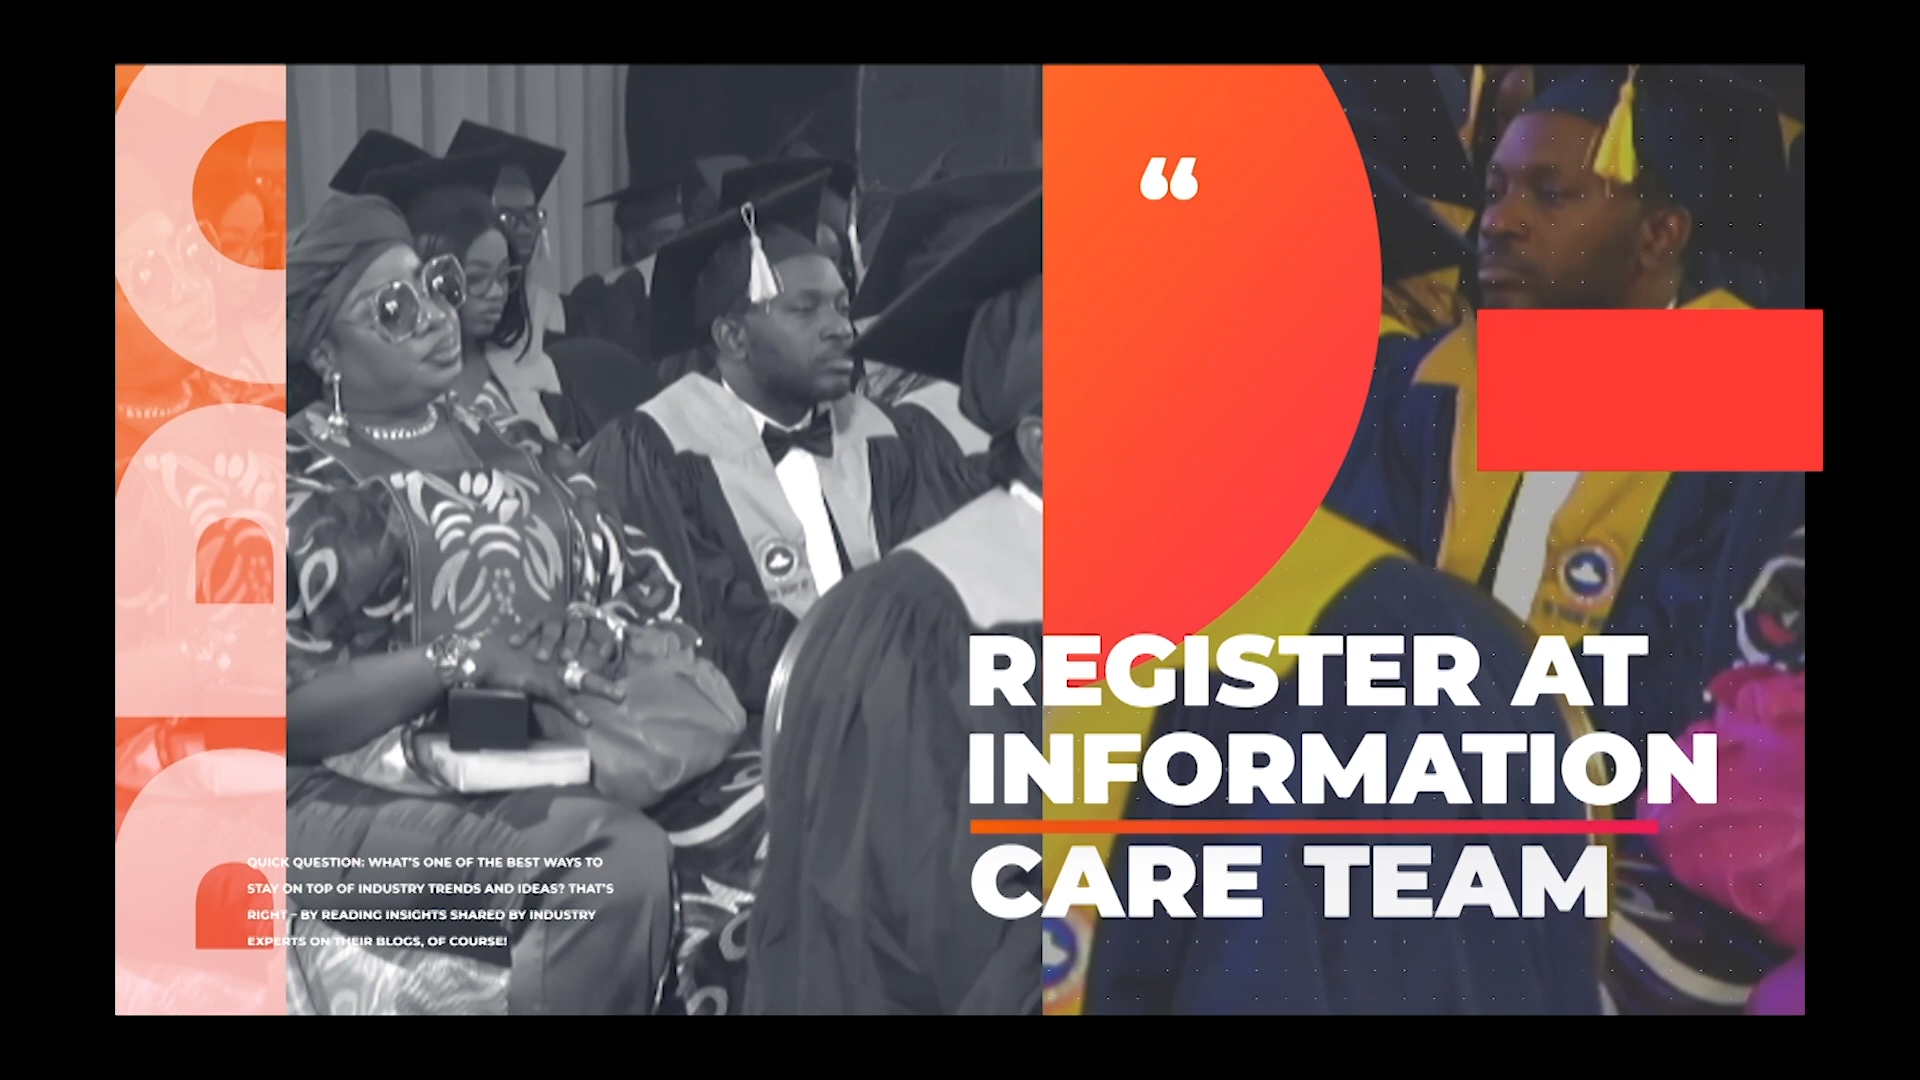 “
REGISTER AT
INFORMATION
CARE TEAM
QUICK QUESTION: WHAT'S ONE OF THE BEST WAYS TO
STAY ON TOP OF INDUSTRY TRENDS AND IDEAS? THAT'S
RIGHT – BY READING INSIGHTS SHARED BY INDUSTRY
EXPERTS ON THEIR BLOGS, OF COURSE!